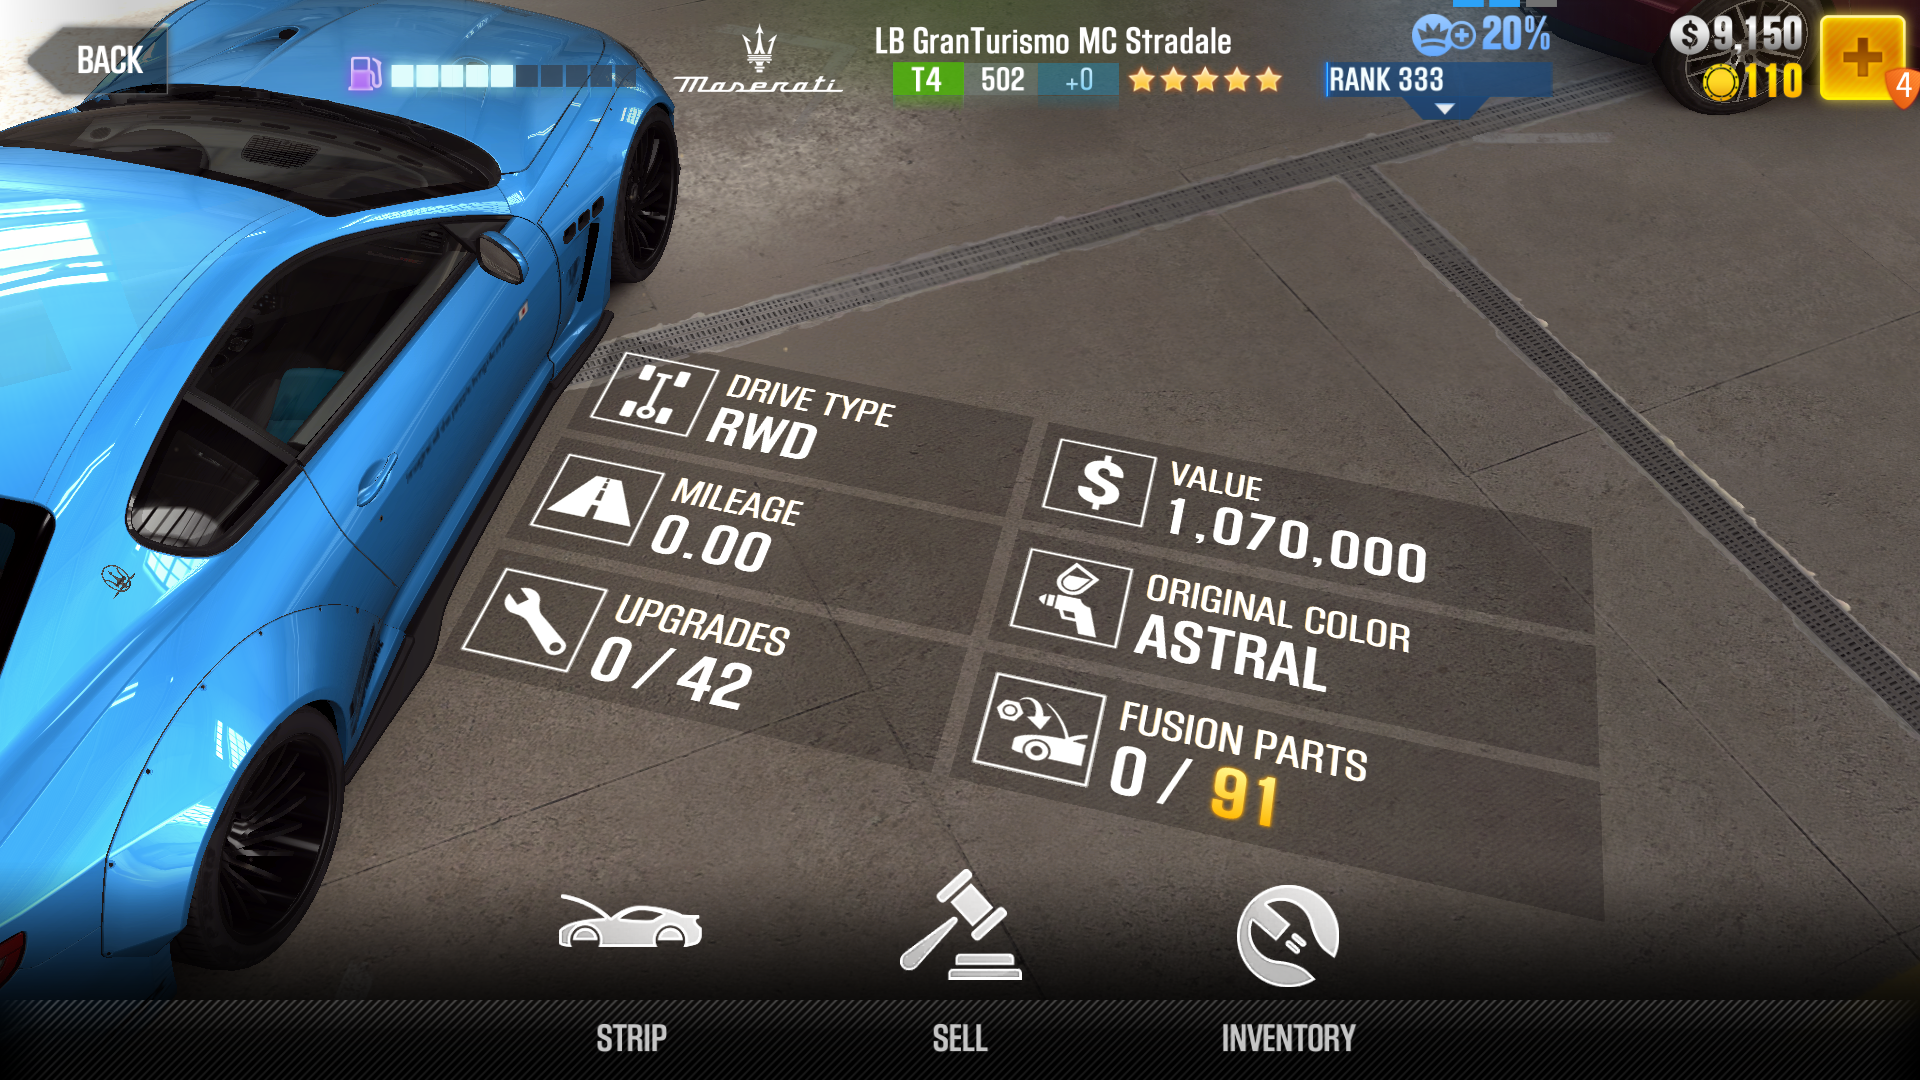 BACK
Maserati
LB GranTurismo MC Stradale
T4 502 +0
20%
RANK 333
$ 9,150
110
4
DRIVE TYPE
RWD
MILEAGE
0.00
UPGRADES
0 / 42
$ VALUE
1,070,000
ORIGINAL COLOR
ASTRAL
FUSION PARTS
0 / 91
STRIP
SELL
INVENTORY